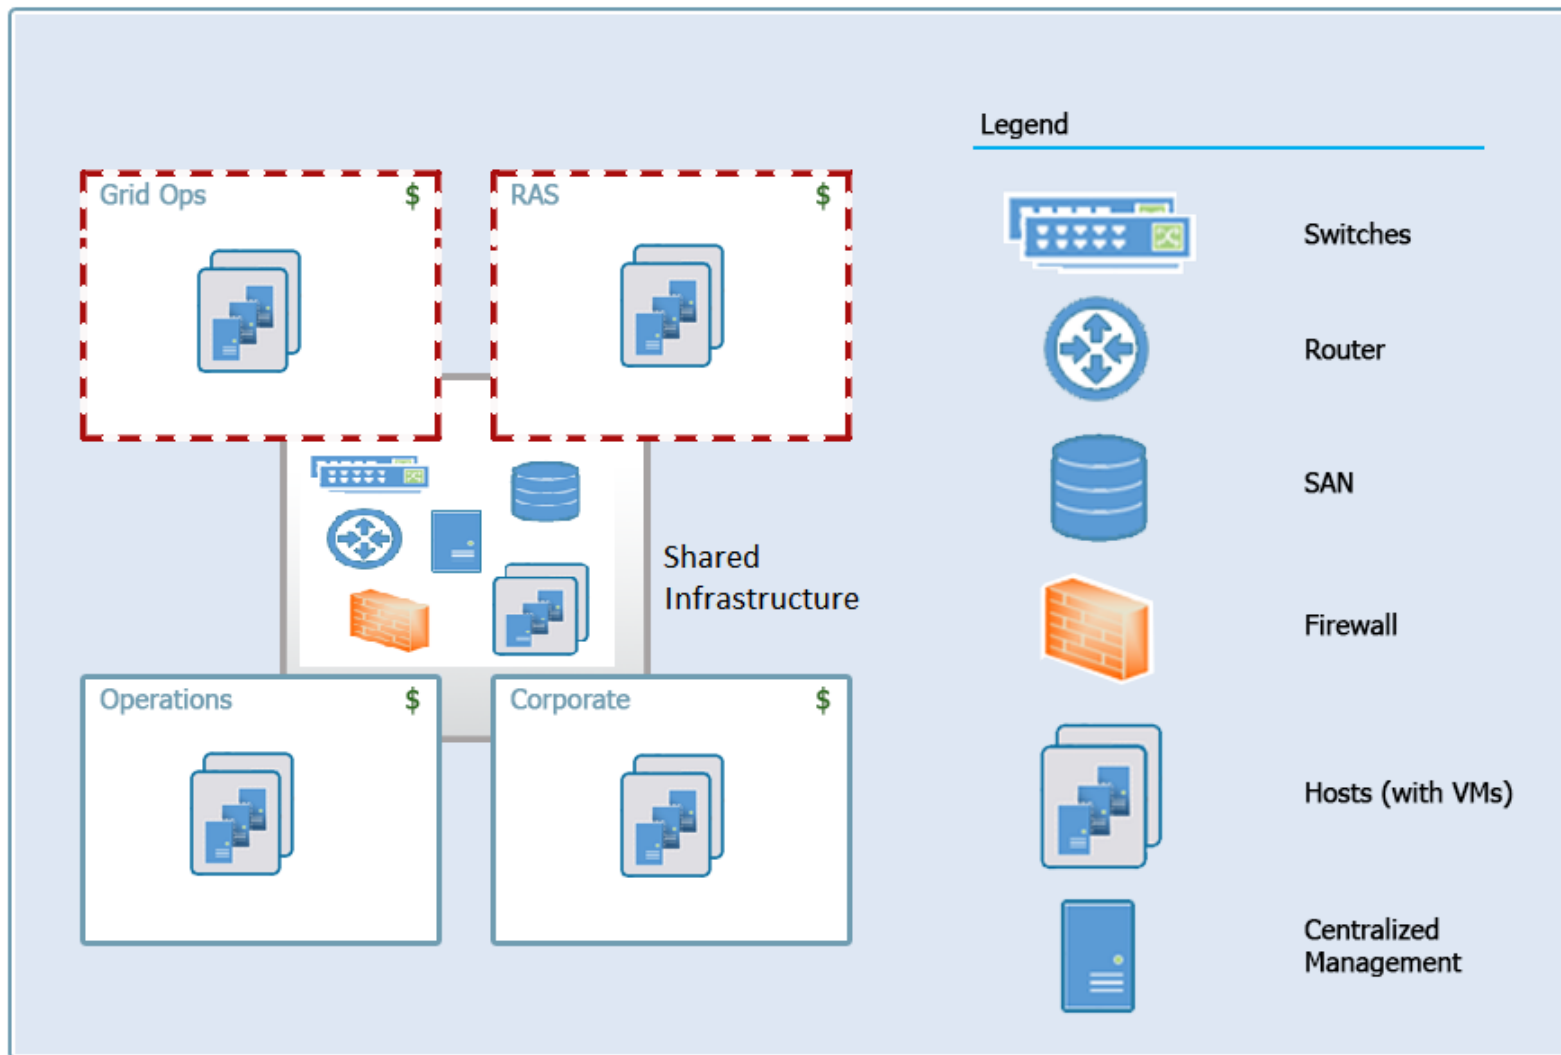 Grid Ops $
RAS $
Shared
Infrastructure
Operations $
Corporate $
Legend
Switches
Router
SAN
Firewall
Hosts (with VMs)
Centralized
Management